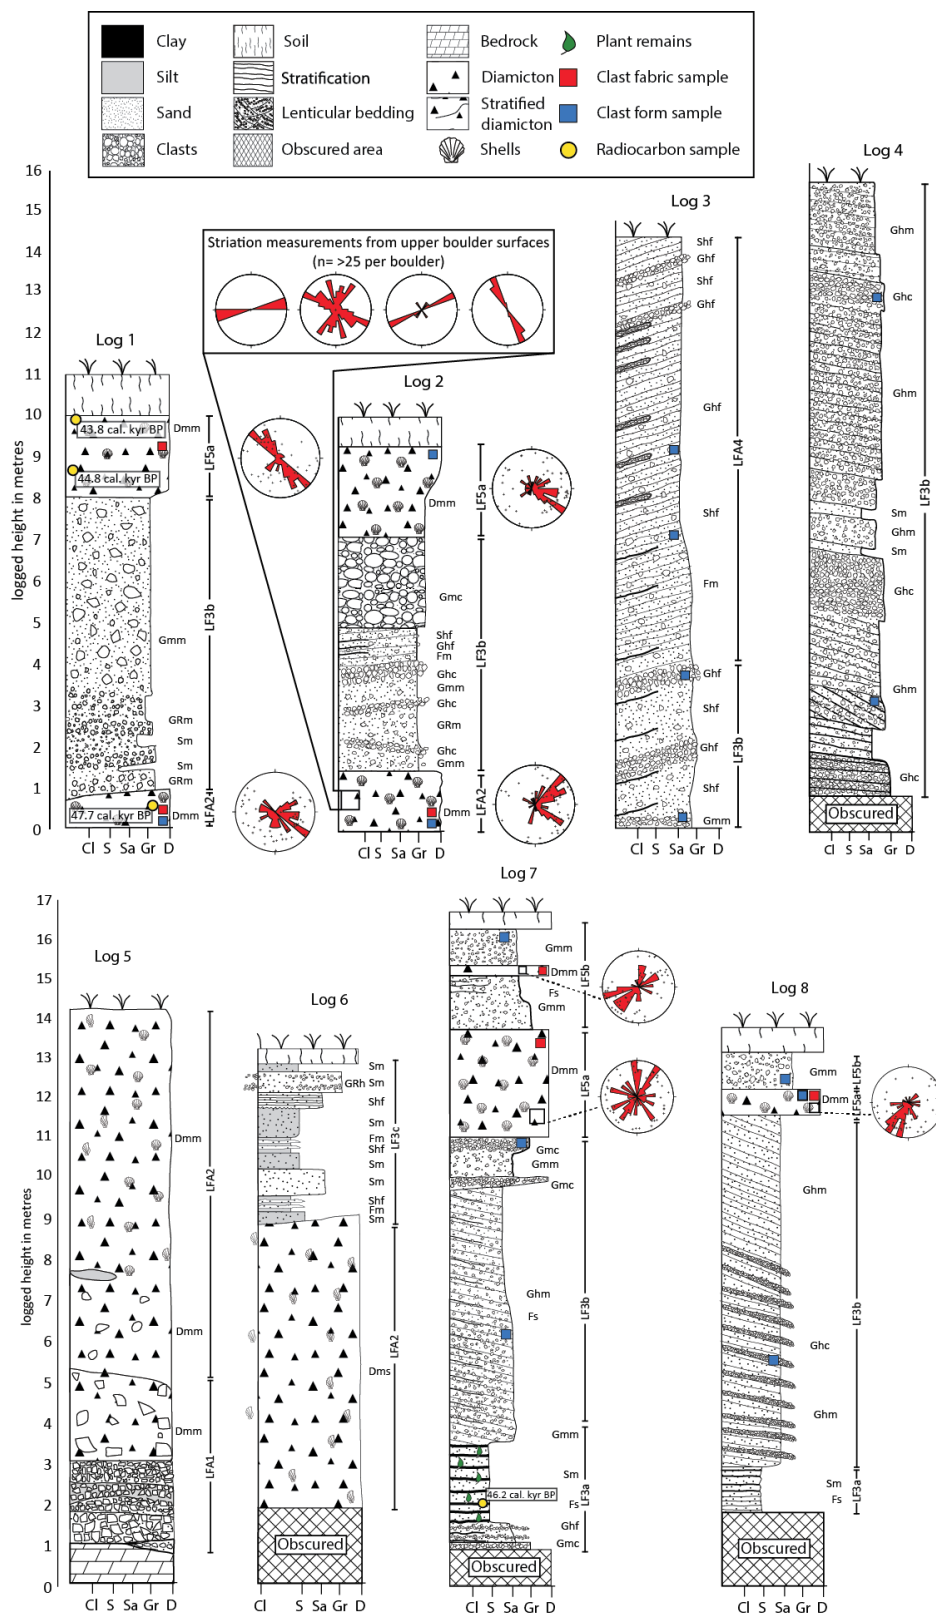 Clay
Soil
Bedrock
Plant remains
Silt
Stratification
Diamicton
Clast fabric sample
Sand
Lenticular bedding
Stratified
diamicton
Clast form sample
Clasts
Obscured area
Shells
Radiocarbon sample
logged height in metres
16
15
14
13
12
11
10
9
8
7
6
5
4
3
2
1
0
Striation measurements from upper boulder surfaces
(n= >25 per boulder)
Log 1
43.8 cal. kyr BP
44.8 cal. kyr BP
47.7 cal. kyr BP
Dmm
Gmm
GRm
Sm
Sm
GRm
Dmm
LF5a
LF3b
LFA2
Cl S Sa Gr D
Log 2
Dmm
Gmc
Shf
Ghf
Fm
Ghc
Gmm
Ghc
GRm
Ghc
Gmm
Dmm
LF5a
LF3b
LFA2
Cl S Sa Gr D
Log 3
Shf
Ghf
Shf
Ghf
Ghf
Shf
Fm
Ghf
Shf
Ghf
Shf
Gmm
LFA4
LF3b
Cl S Sa Gr D
Log 4
Ghm
Ghc
Ghm
Sm
Ghm
Sm
Ghc
Ghm
Ghc
Obscured
LF3b
Cl S Sa Gr D
logged height in metres
17
16
15
14
13
12
11
10
9
8
7
6
5
4
3
2
1
0
Log 5
Dmm
Dmm
Dmm
LFA2
LFA1
Cl S Sa Gr D
Log 6
Sm
GRh Sm
Shf
Sm
Fm
Shf
Sm
Sm
Shf
Fm
Sm
Dms
Obscured
LF3c
LFA2
Cl S Sa Gr D
Log 7
Gmm
Dmm
Fs
Gmm
Dmm
Gmc
Gmm
Gmc
Ghm
Fs
Gmm
Sm
46.2 cal. kyr BP
Fs
Ghf
Gmc
Obscured
LF5b
LF5a
LF3b
LF3a
Cl S Sa Gr D
Log 8
Gmm
Dmm
Ghm
Ghc
Ghm
Sm
Fs
Obscured
LF5b
LF5a
LF3b
LF3a
Cl S Sa Gr D